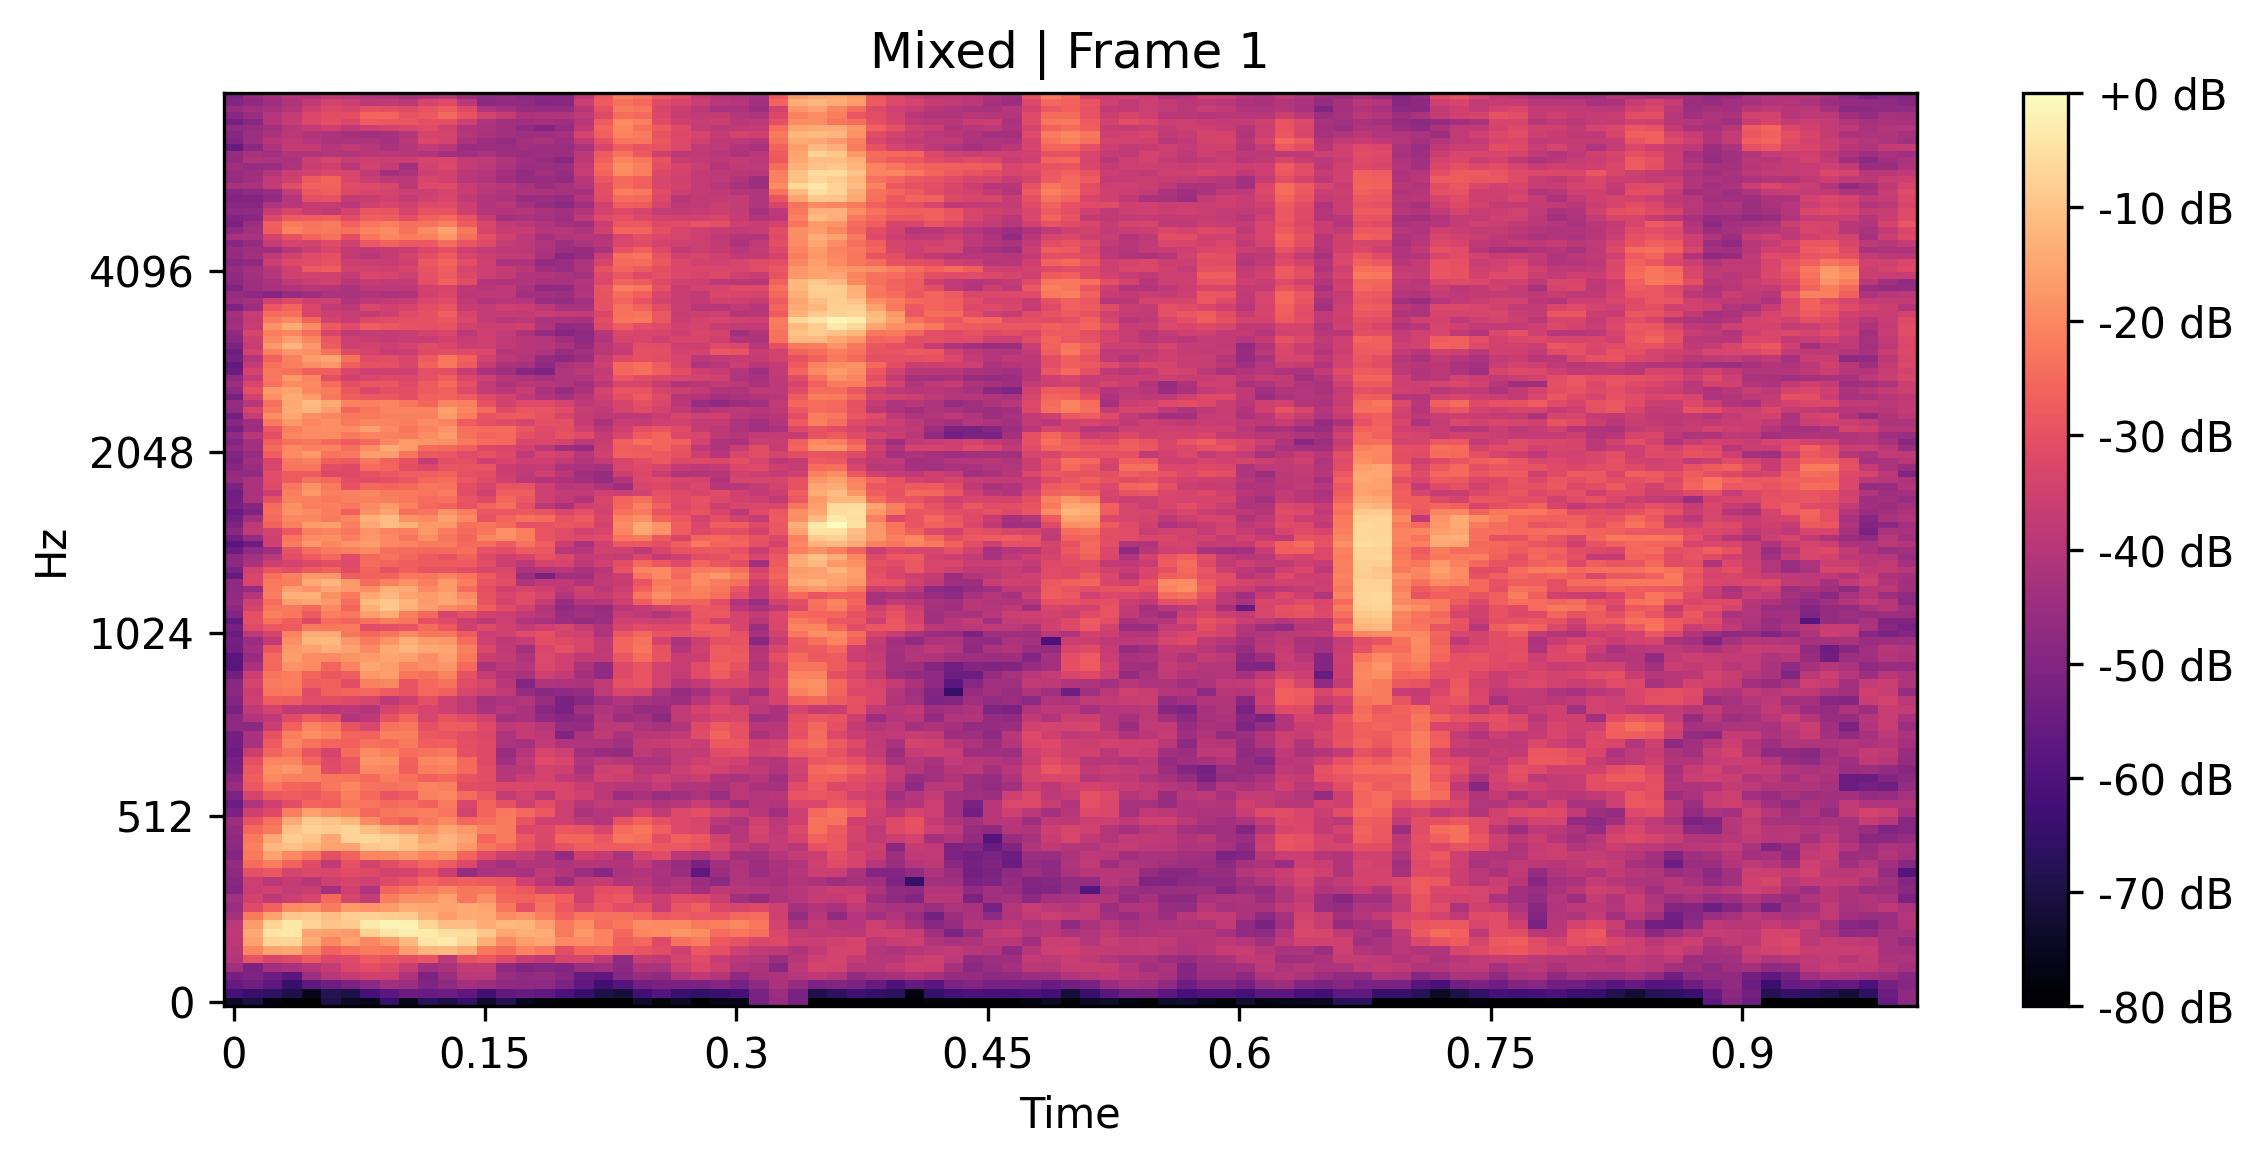 Mixed | Frame 1
Hz
4096
2048
1024
512
0
0 0.15 0.3 0.45 0.6 0.75 0.9
Time
+0 dB
-10 dB
-20 dB
-30 dB
-40 dB
-50 dB
-60 dB
-70 dB
-80 dB